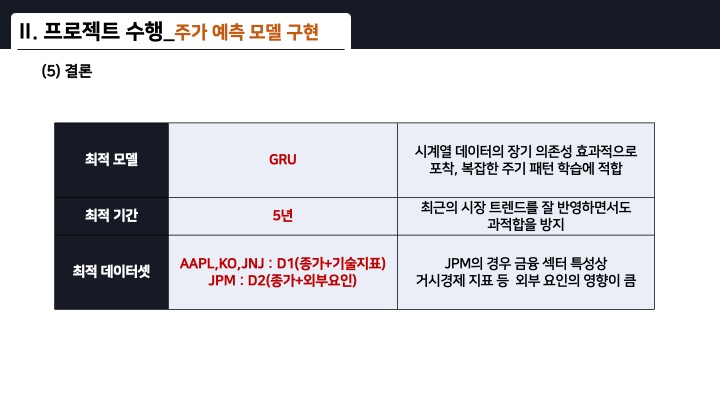 II. 프로젝트 수행_주가 예측 모델 구현
(5) 결론
최적 모델
GRU
시계열 데이터의 장기 의존성 효과적으로
포착, 복잡한 주기 패턴 학습에 적합
최적 기간
5년
최근의 시장 트렌드를 잘 반영하면서도
과적합을 방지
최적 데이터셋
AAPL,KO,JNJ : D1(종가+기술지표)
JPM : D2(종가+외부요인)
JPM의 경우 금융 섹터 특성상
거시경제 지표 등 외부 요인의 영향이 큼